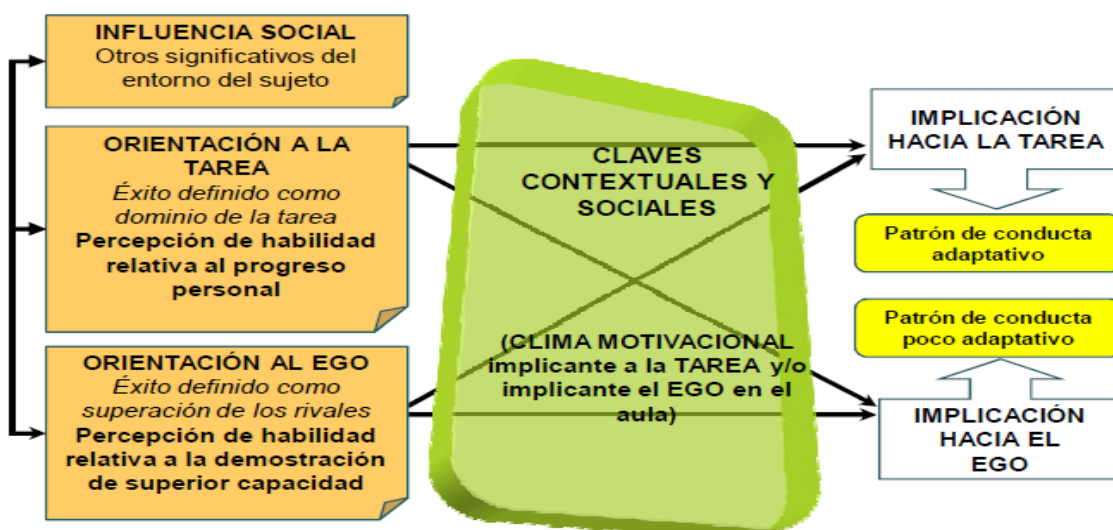 INFLUENCIA SOCIAL
Otros significativos del
entorno del sujeto
ORIENTACIÓN A LA
TAREA
Éxito definido como
dominio de la tarea
Percepción de habilidad
relativa al progreso
personal
ORIENTACIÓN AL EGO
Éxito definido como
superación de los rivales
Percepción de habilidad
relativa a la demostración
de superior capacidad
CLAVES
CONTEXTUALES Y
SOCIALES
(CLIMA MOTIVACIONAL
implicante a la TAREA y/o
implicante el EGO en el
aula)
IMPLICACIÓN
HACIA LA TAREA
Patrón de conducta
adaptativo
Patrón de conducta
poco adaptativo
IMPLICACIÓN
HACIA EL
EGO